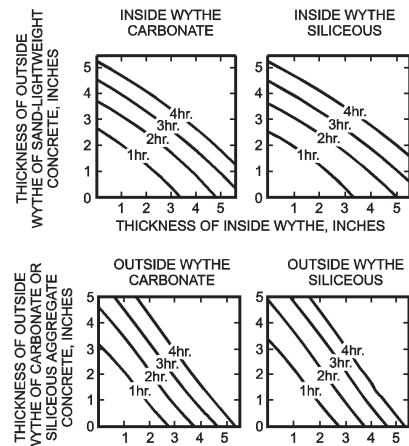 INSIDE WYTHE
CARBONATE
INSIDE WYTHE
SILICEOUS
THICKNESS OF OUTSIDE
WYTHE OF SAND-LIGHTWEIGHT
CONCRETE, INCHES
5
4
3
2
1
0
4hr.
3hr.
2hr.
1hr.
1 2 3 4 5
5
4
3
2
1
0
4hr.
3hr.
2hr.
1hr.
1 2 3 4 5
THICKNESS OF INSIDE WYTHE, INCHES
OUTSIDE WYTHE
CARBONATE
OUTSIDE WYTHE
SILICEOUS
THICKNESS OF OUTSIDE
WYTHE OF CARBONATE OR
SILICEOUS AGGREGATE
CONCRETE, INCHES
5
4
3
2
1
0
4hr.
3hr.
2hr.
1hr.
1 2 3 4 5
5
4
3
2
1
0
4hr.
3hr.
2hr.
1hr.
1 2 3 4 5